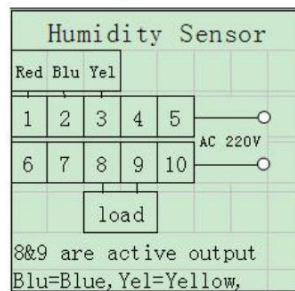 Humidity Sensor
Red Blu Yel
1 2 3 4 5
AC 220V
6 7 8 9 10
load
8&9 are active output
Blu=Blue,Yel=Yellow,